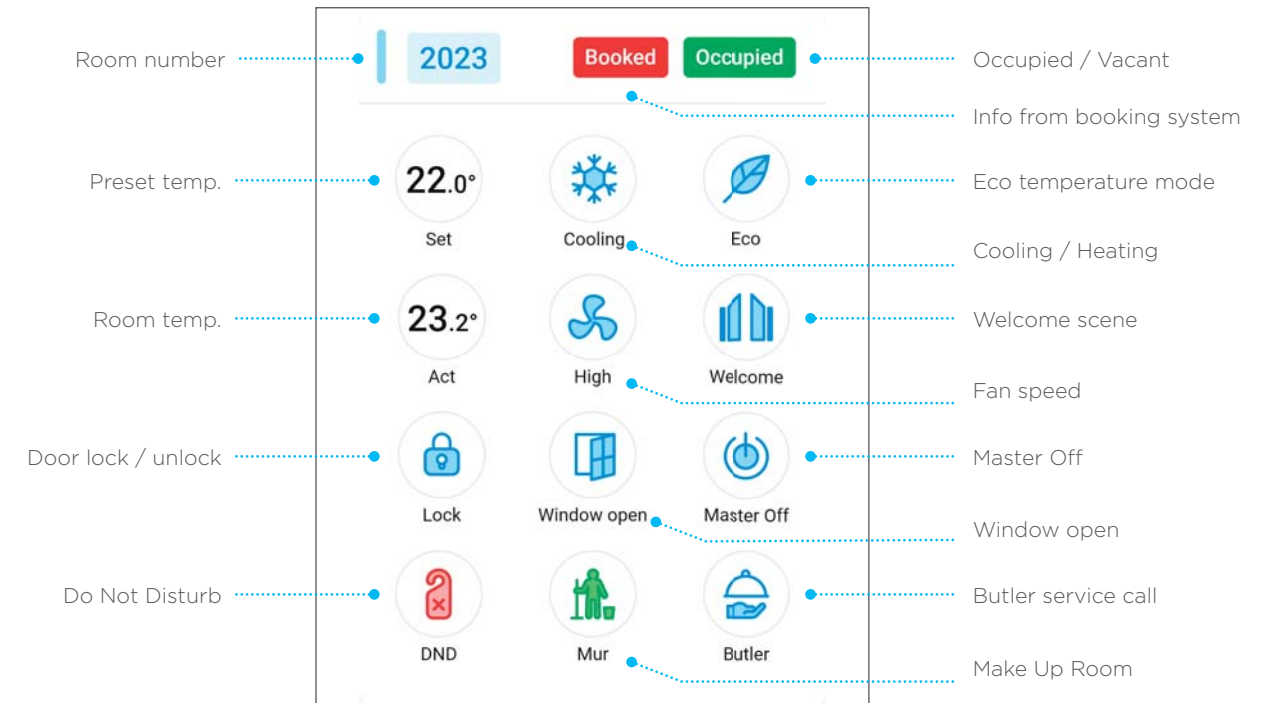 Room number
2023
Booked
Occupied
Occupied / Vacant
Info from booking system
Preset temp.
22.0°
Eco temperature mode
Set
Cooling
Eco
Cooling / Heating
Room temp.
23.2°
Welcome scene
Act
High
Welcome
Fan speed
Door lock / unlock
Master Off
Lock
Window open
Master Off
Window open
Do Not Disturb
Butler service call
DND
Mur
Butler
Make Up Room